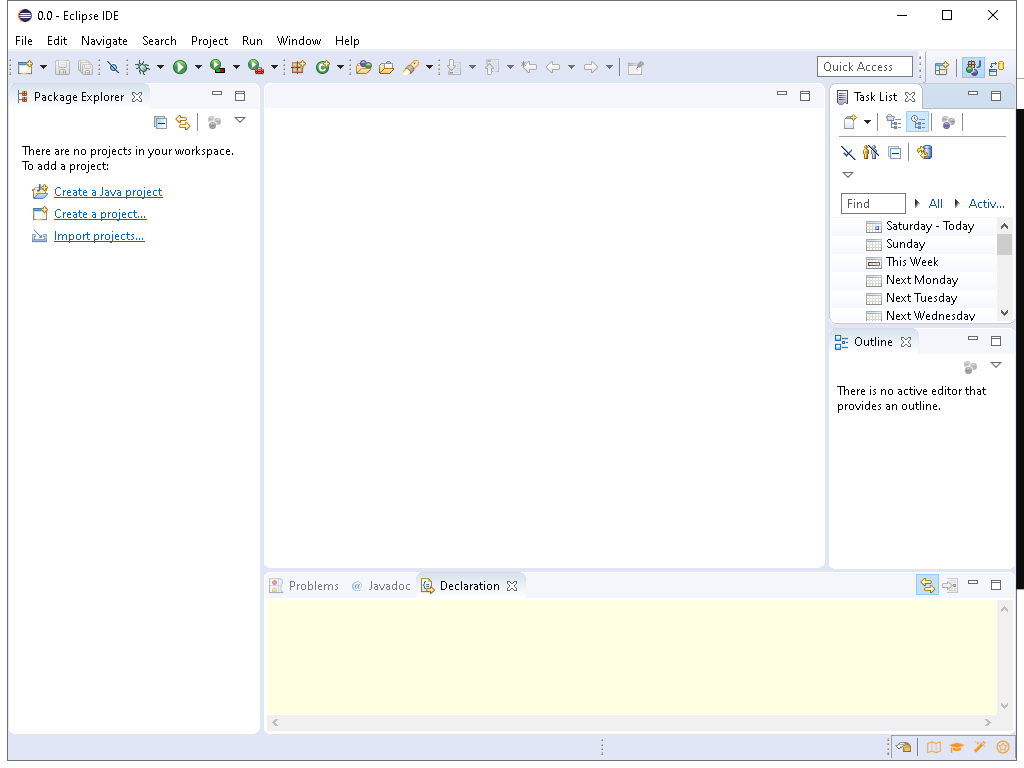 0.0 - Eclipse IDE
File Edit Navigate Search Project Run Window Help
Quick Access
Package Explorer
There are no projects in your workspace.
To add a project:
Create a Java project
Create a project...
Import projects...
Task List
Find All Activ...
Saturday - Today
Sunday
This Week
Next Monday
Next Tuesday
Next Wednesday
Outline
There is no active editor that
provides an outline.
Problems @ Javadoc Declaration